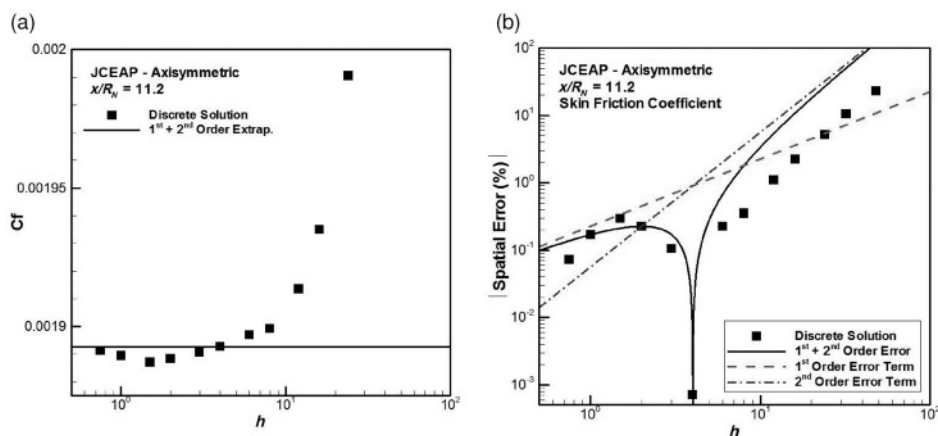 (a)
0.002
JCEAP - Axisymmetric
x/R_N = 11.2
Discrete Solution
1st + 2nd Order Extrap.
0.00195
Cf
0.0019
10^0
10^1
10^2
h
(b)
10^2
JCEAP - Axisymmetric
x/R_N = 11.2
Skin Friction Coefficient
10^1
10^0
| Spatial Error (%) |
10^-1
10^-2
10^-3
Discrete Solution
1st + 2nd Order Error
1st Order Error Term
2nd Order Error Term
10^0
10^1
10^2
h